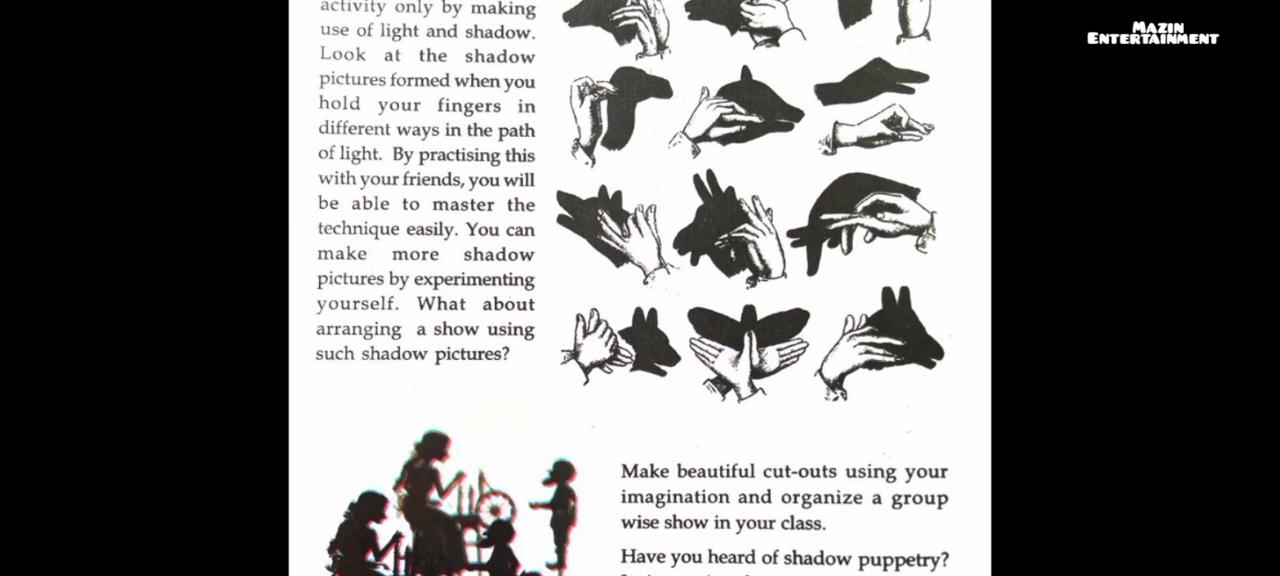 activity only by making
use of light and shadow.
Look at the shadow
pictures formed when you
hold your fingers in
different ways in the path
of light. By practising this
with your friends, you will
be able to master the
technique easily. You can
make more shadow
pictures by experimenting
yourself. What about
arranging a show using
such shadow pictures?
Make beautiful cut-outs using your
imagination and organize a group
wise show in your class.
Have you heard of shadow puppetry?
MAZIN
ENTERTAINMENT